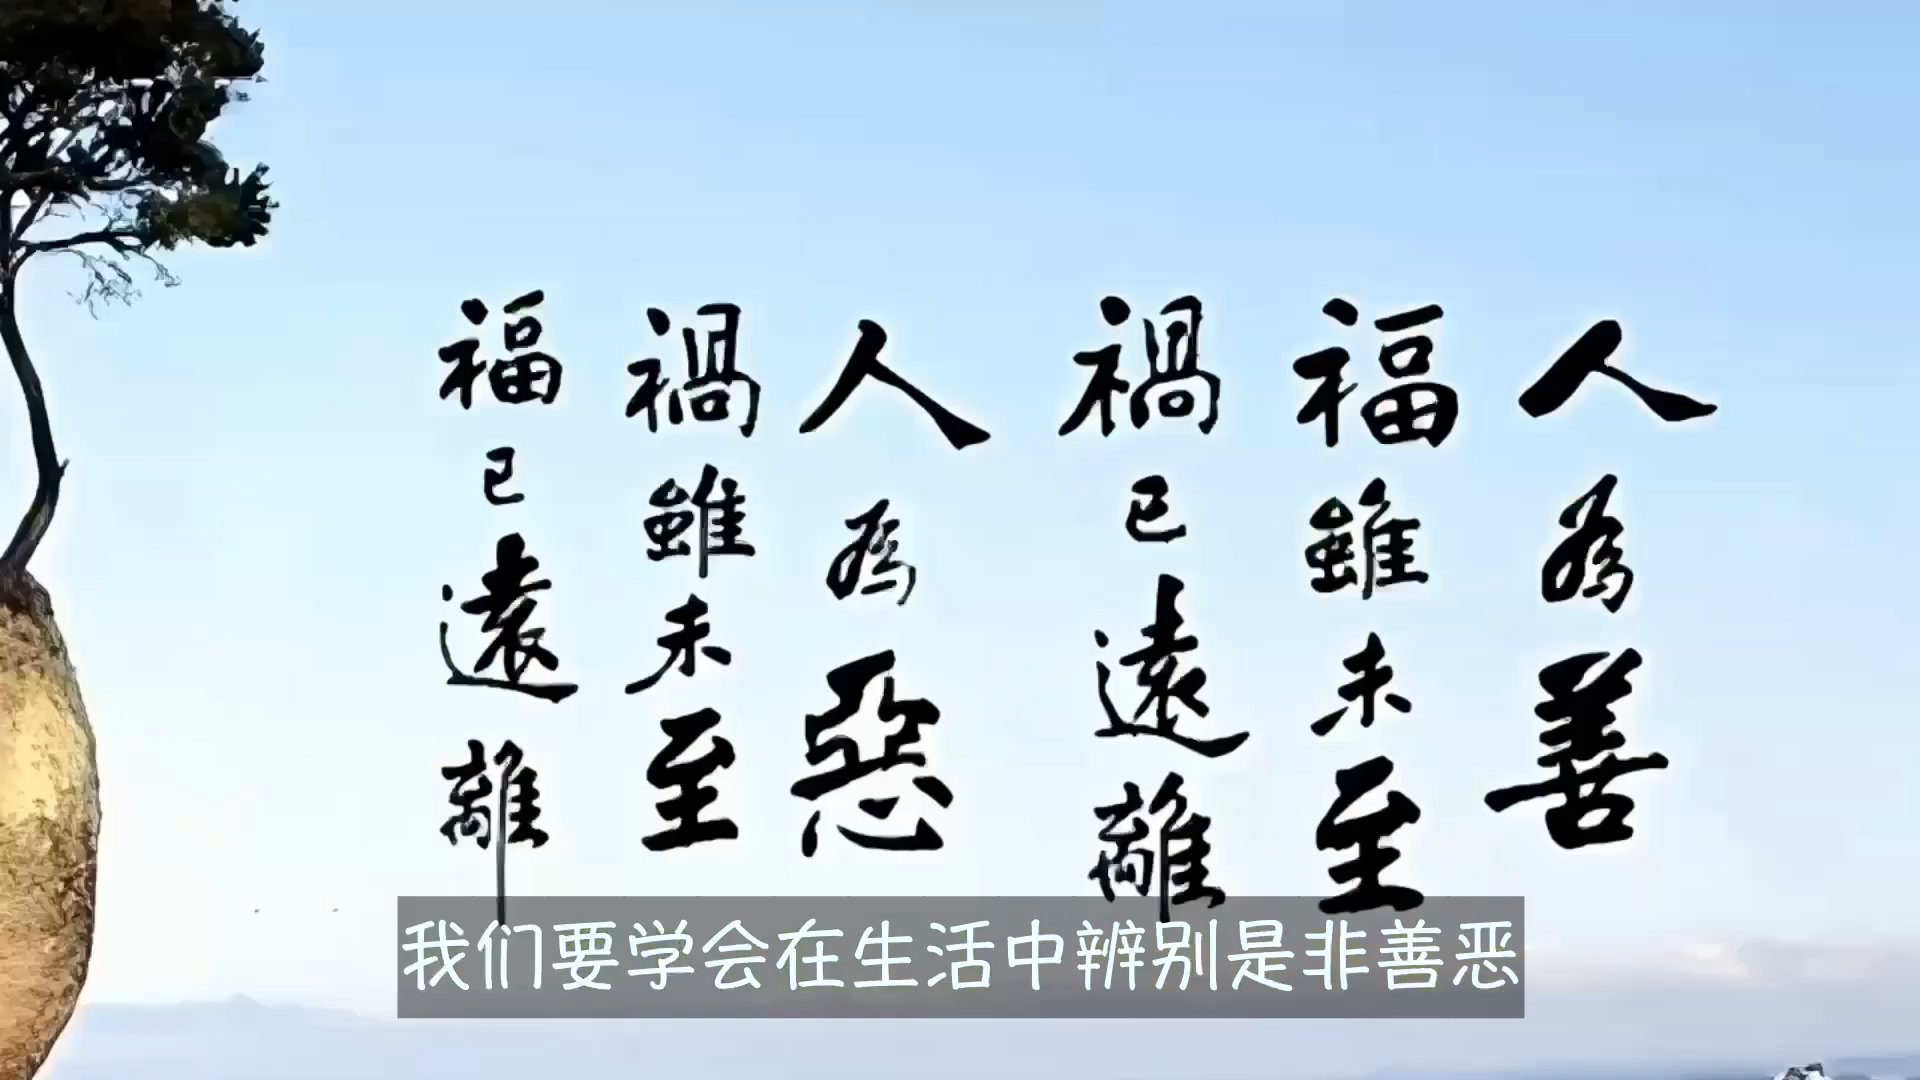 人為善
福雖未至
禍已遠離
人為惡
禍雖未至
福已遠離
我们要学会在生活中辨别是非善恶